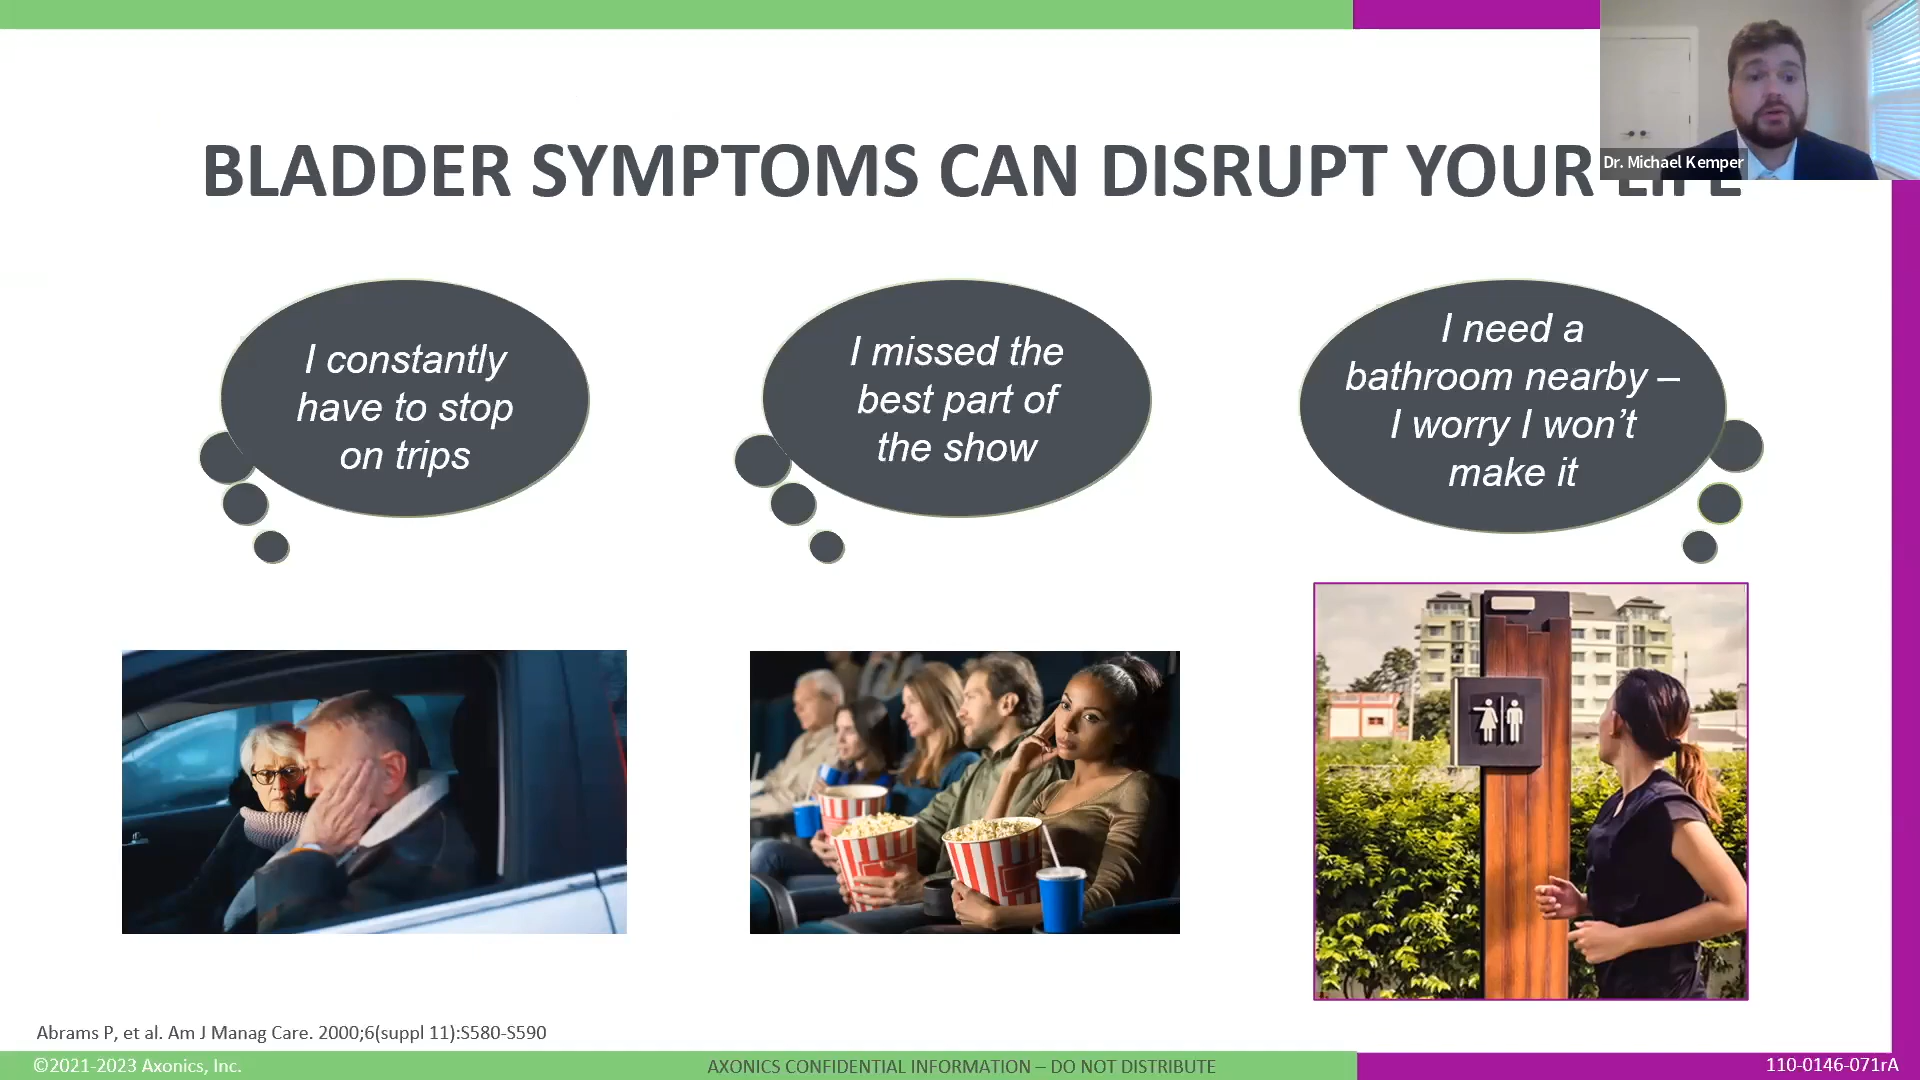 BLADDER SYMPTOMS CAN DISRUPT YOUR LIFE
Dr. Michael Kemper
I constantly
have to stop
on trips
I missed the
best part of
the show
I need a
bathroom nearby –
I worry I won’t
make it
Abrams P, et al. Am J Manag Care. 2000;6(suppl 11):S580-S590
©2021-2023 Axonics, Inc.
AXONICS CONFIDENTIAL INFORMATION – DO NOT DISTRIBUTE
110-0146-071rA